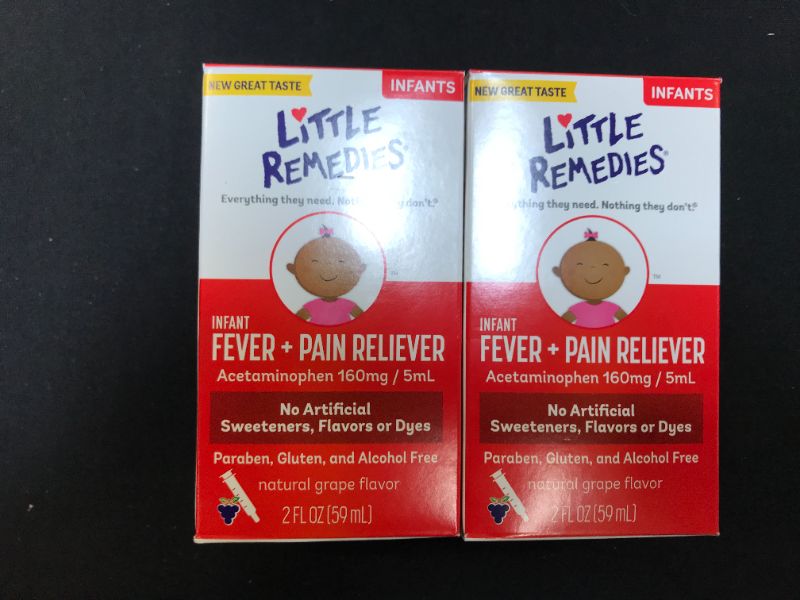 NEW GREAT TASTE
INFANTS
LiTTLE
REMEDIES
Everything they need. they don't.®
TM
INFANT
FEVER + PAIN RELIEVER
Acetaminophen 160mg / 5mL
No Artificial
Sweeteners, Flavors or Dyes
Paraben, Gluten, and Alcohol Free
natural grape flavor
2 FL OZ (59 mL)
NEW GREAT TASTE
INFANTS
LiTTLE
REMEDIES®
they need. Nothing they don't.®
TM
INFANT
FEVER + PAIN RELIEVER
Acetaminophen 160mg / 5mL
No Artificial
Sweeteners, Flavors or Dyes
Paraben, Gluten, and Alcohol Free
natural grape flavor
2 FL OZ (59 mL)